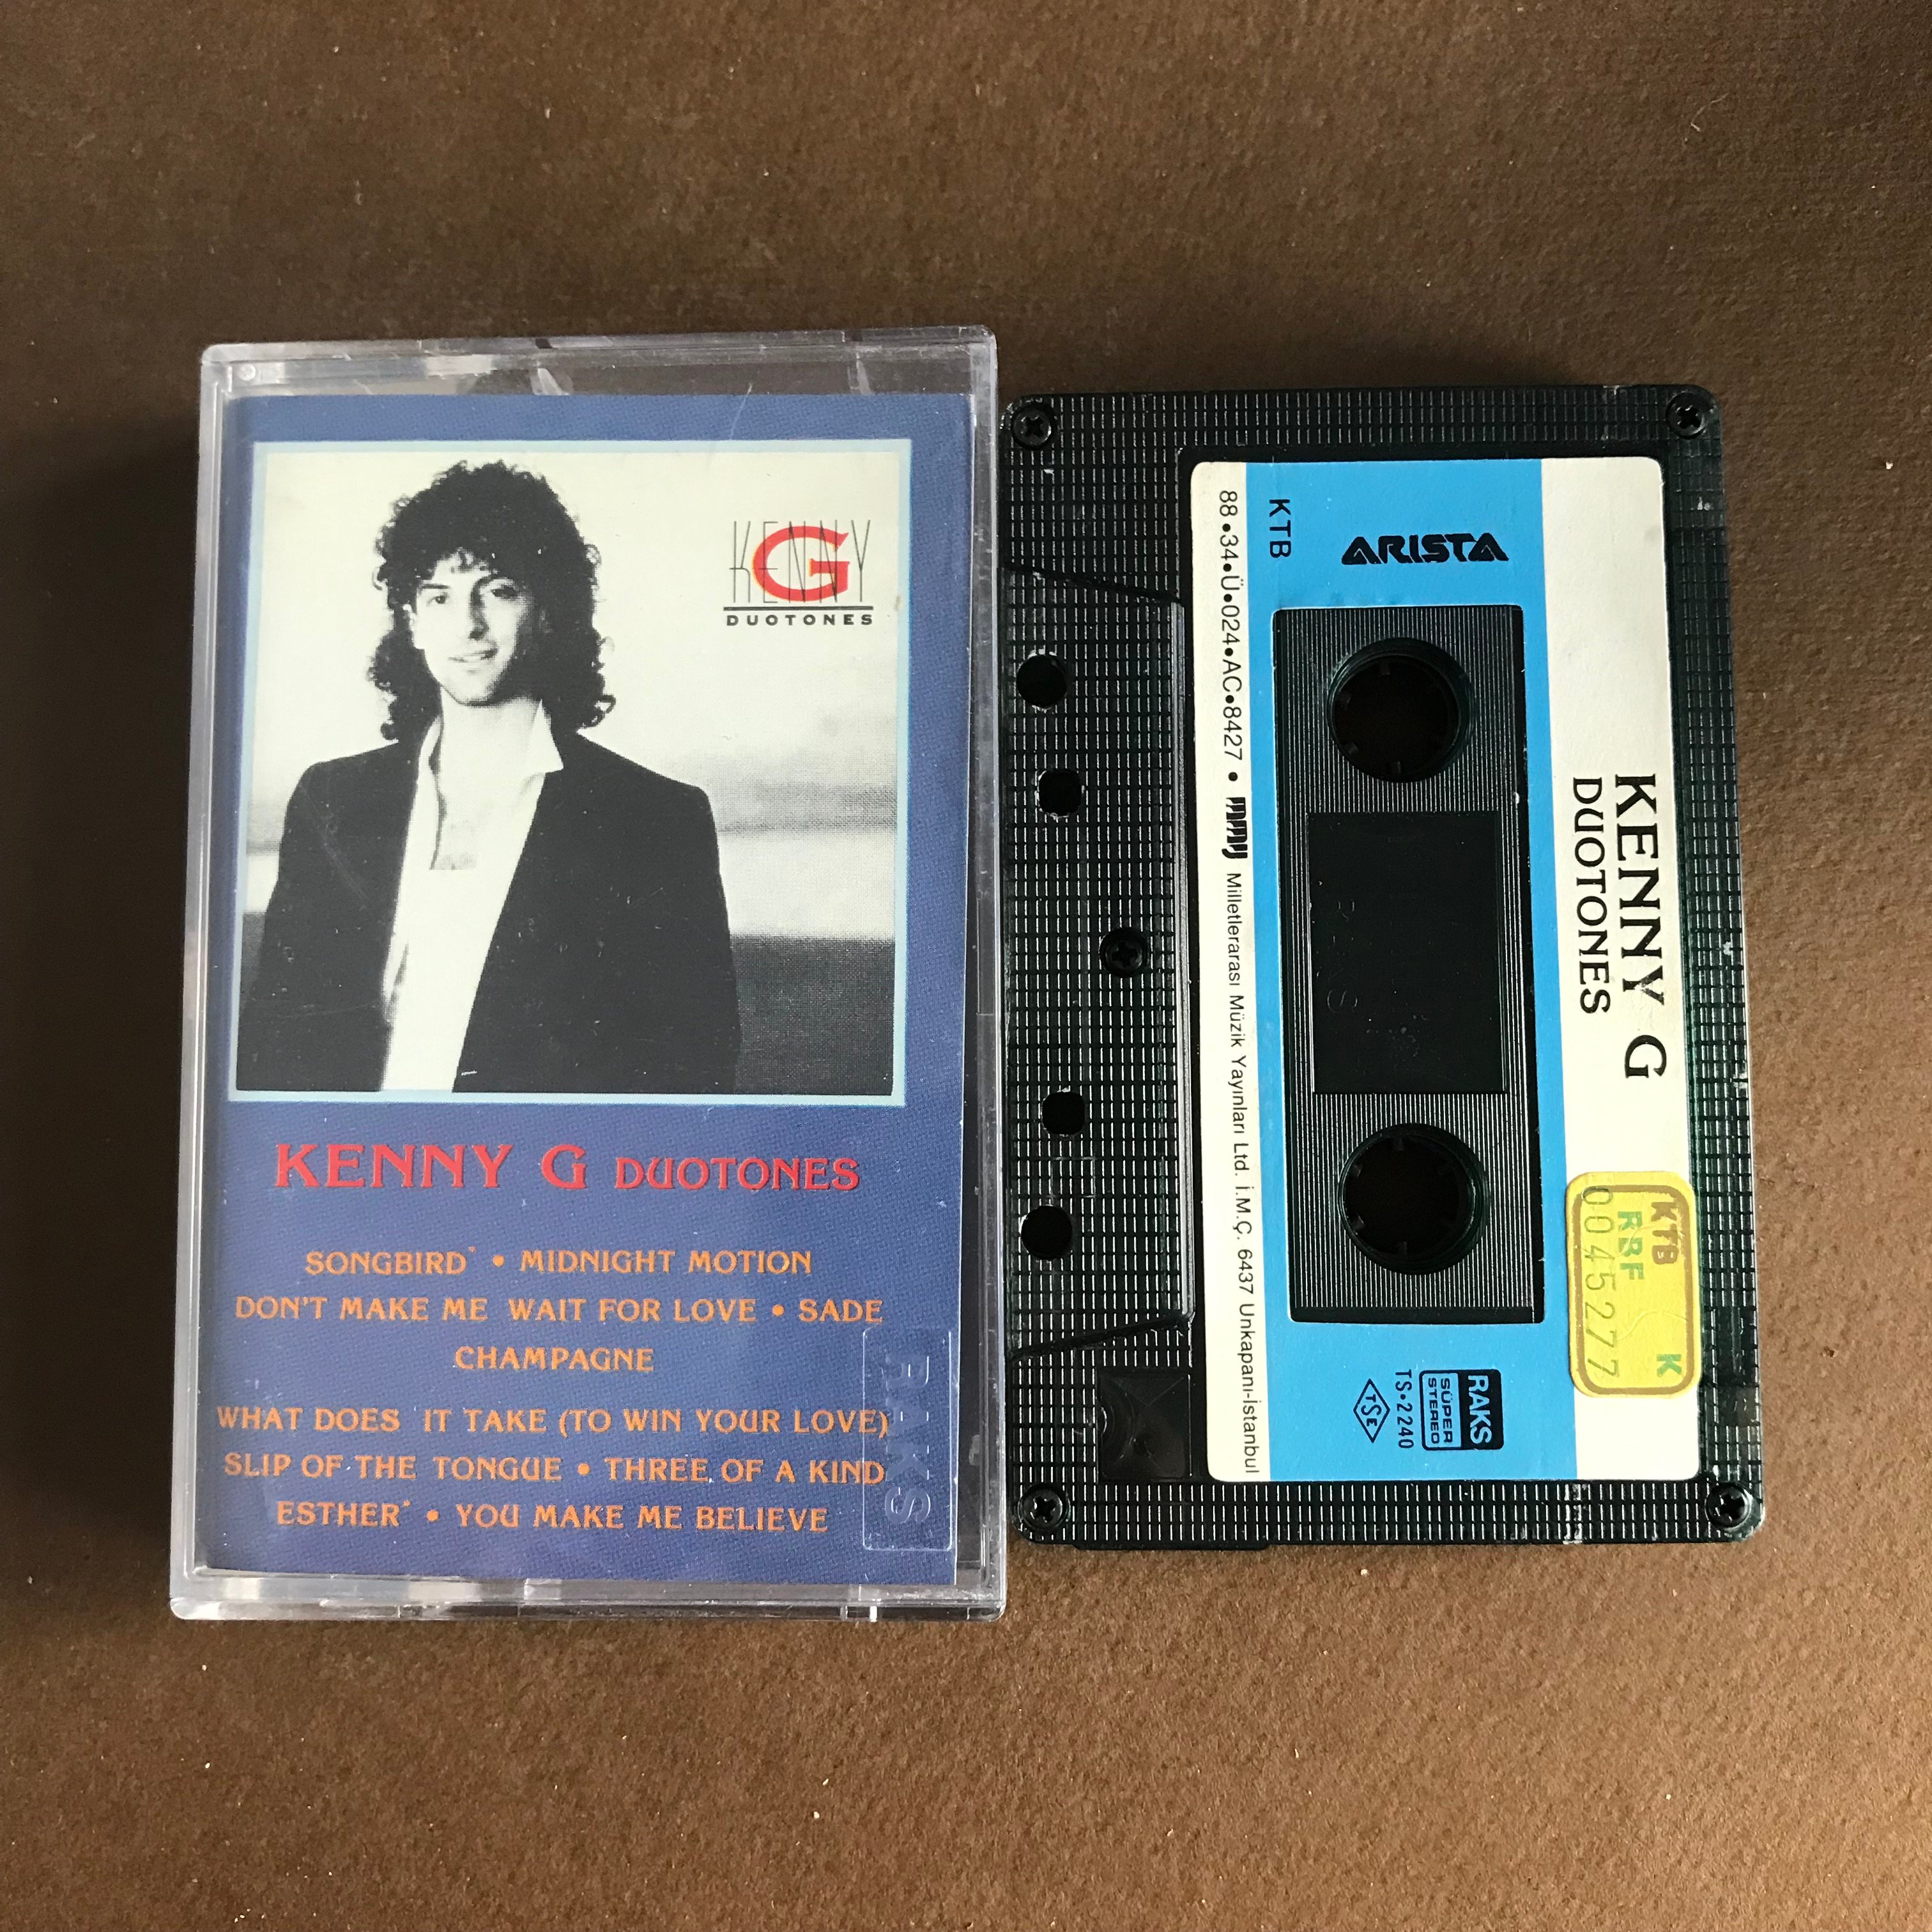 KENNY G
DUOTONES
KENNY G DUOTONES
SONGBIRD* • MIDNIGHT MOTION
DON'T MAKE ME WAIT FOR LOVE • SADE
CHAMPAGNE
WHAT DOES IT TAKE (TO WIN YOUR LOVE)
SLIP OF THE TONGUE • THREE OF A KIND
ESTHER* • YOU MAKE ME BELIEVE
RAKS
KENNY G
DUOTONES
KTB
RBF K
0045277
ARISTA
RAKS
SÜPER
STEREO
TS•2240
TSE
RAKS
KTB
88•34•Ü•024•AC•8427 • mmy Milletlerarası Müzik Yayınları Ltd. İ.M.Ç. 6437 Unkapanı-İstanbul